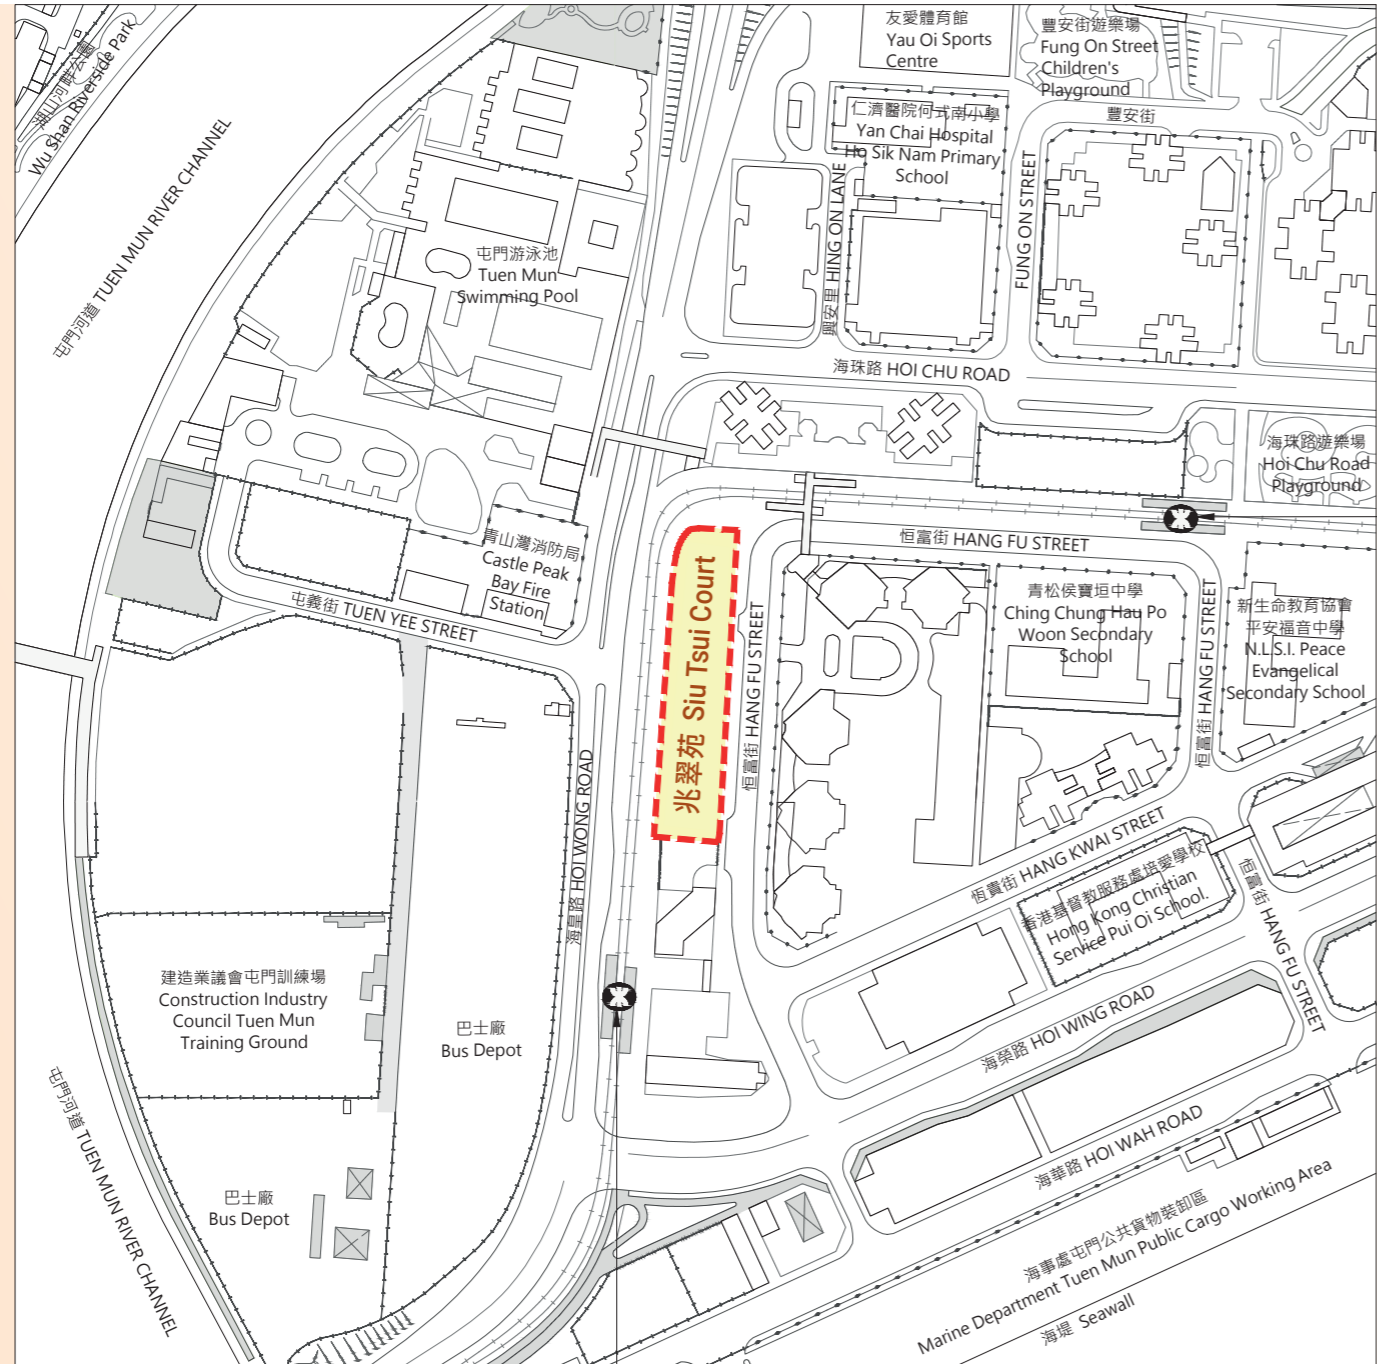 友愛體育館
Yau Oi Sports
Centre
豐安街遊樂場
Fung On Street
Children's
Playground
湖山河畔公園
Wu Shan Riverside Park
仁濟醫院何式南小學
Yan Chai Hospital
Ho Sik Nam Primary
School
豐安街
屯門河道 TUEN MUN RIVER CHANNEL
屯門游泳池
Tuen Mun
Swimming Pool
興安里 HING ON LANE
FUNG ON STREET
海珠路 HOI CHU ROAD
海珠路遊樂場
Hoi Chu Road
Playground
青山灣消防局
Castle Peak
Bay Fire
Station
恒富街 HANG FU STREET
兆翠苑 Siu Tsui Court
屯義街 TUEN YEE STREET
恒富街 HANG FU STREET
青松侯寶垣中學
Ching Chung Hau Po
Woon Secondary
School
恒富街 HANG FU STREET
新生命教育協會
平安福音中學
N.L.S.I. Peace
Evangelical
Secondary School
海皇路 HOI WONG ROAD
恆貴街 HANG KWAI STREET
香港基督教服務處培愛學校
Hong Kong Christian
Service Pui Oi School.
恒富街 HANG FU STREET
建造業議會屯門訓練場
Construction Industry
Council Tuen Mun
Training Ground
巴士廠
Bus Depot
海榮路 HOI WING ROAD
屯門河道 TUEN MUN RIVER CHANNEL
海華路 HOI WAH ROAD
巴士廠
Bus Depot
海事處屯門公共貨物裝卸區
Marine Department Tuen Mun Public Cargo Working Area
海堤 Seawall